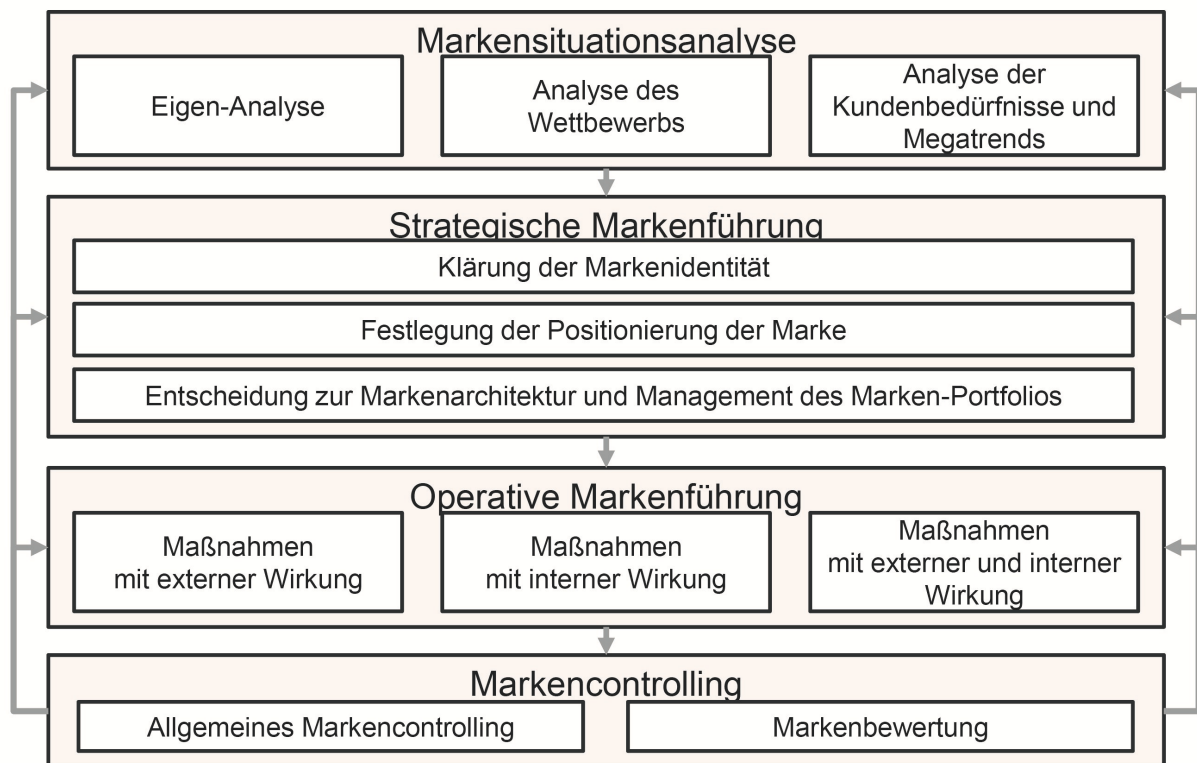 Markensituationsanalyse
Eigen-Analyse
Analyse des
Wettbewerbs
Analyse der
Kundenbedürfnisse und
Megatrends
Strategische Markenführung
Klärung der Markenidentität
Festlegung der Positionierung der Marke
Entscheidung zur Markenarchitektur und Management des Marken-Portfolios
Operative Markenführung
Maßnahmen
mit externer Wirkung
Maßnahmen
mit interner Wirkung
Maßnahmen
mit externer und interner
Wirkung
Markencontrolling
Allgemeines Markencontrolling
Markenbewertung